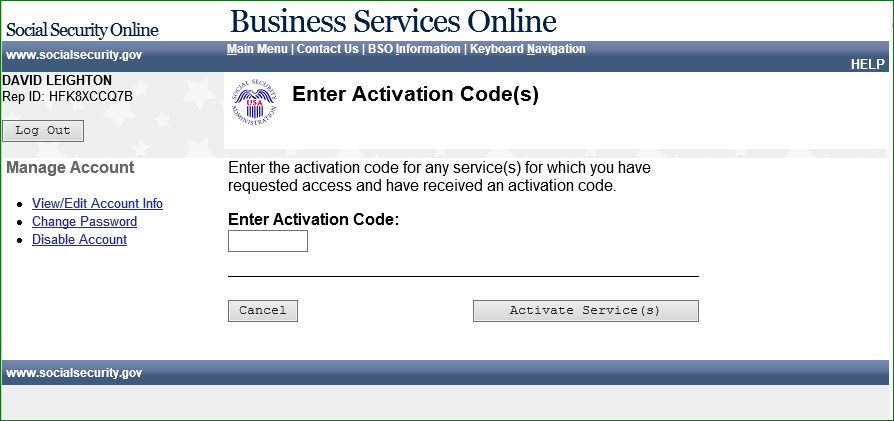 Social Security Online
Business Services Online
www.socialsecurity.gov
Main Menu | Contact Us | BSO Information | Keyboard Navigation
HELP
DAVID LEIGHTON
Rep ID: HFK8XCCQ7B
Log Out
SOCIAL SECURITY ADMINISTRATION
USA
Enter Activation Code(s)
Manage Account
View/Edit Account Info
Change Password
Disable Account
Enter the activation code for any service(s) for which you have
requested access and have received an activation code.
Enter Activation Code:
Cancel
Activate Service(s)
www.socialsecurity.gov